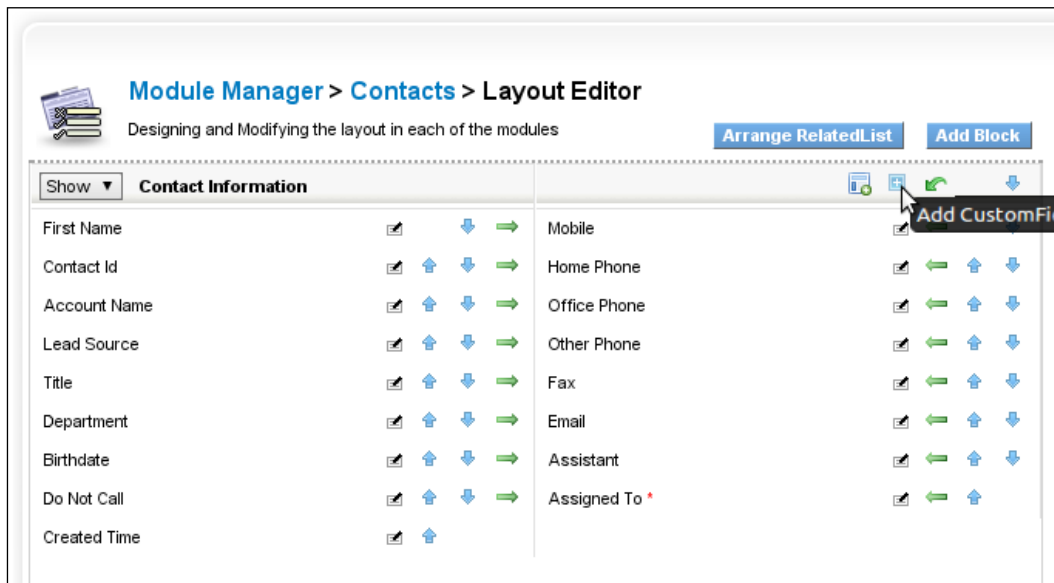 Module Manager > Contacts > Layout Editor
Designing and Modifying the layout in each of the modules
Arrange RelatedList Add Block
Show ▼ Contact Information
Add CustomFi
First Name Mobile
Contact Id Home Phone
Account Name Office Phone
Lead Source Other Phone
Title Fax
Department Email
Birthdate Assistant
Do Not Call Assigned To *
Created Time